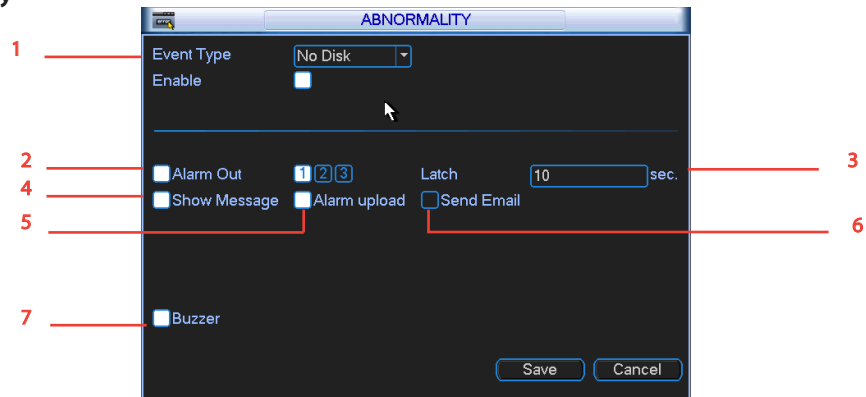 ABNORMALITY
1
Event Type No Disk
Enable
2 Alarm Out 1 2 3 Latch 10 sec. 3
4 Show Message Alarm upload Send Email
5 6
7 Buzzer
Save Cancel